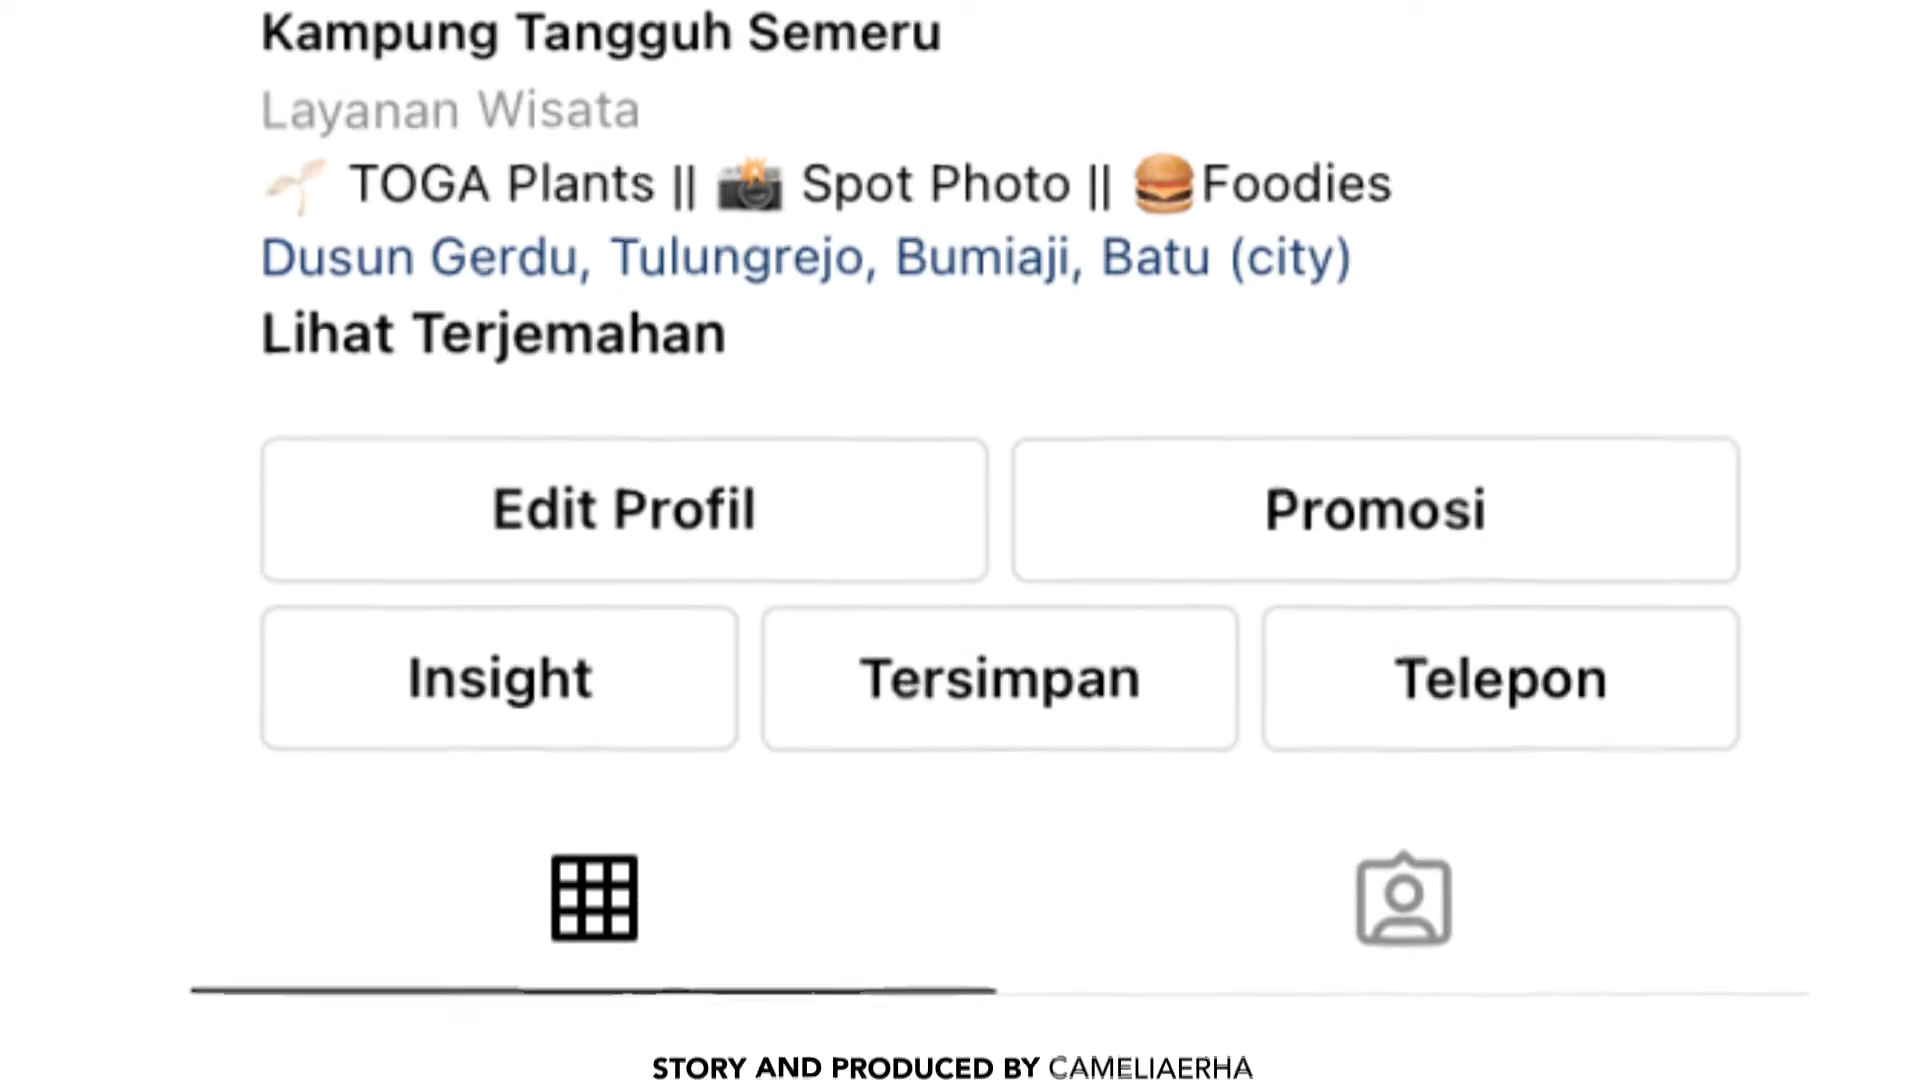 Kampung Tangguh Semeru
Layanan Wisata
🌱 TOGA Plants || 📸 Spot Photo || 🍔Foodies
Dusun Gerdu, Tulungrejo, Bumiaji, Batu (city)
Lihat Terjemahan
Edit Profil
Promosi
Insight
Tersimpan
Telepon
STORY AND PRODUCED BY CAMELIAERHA